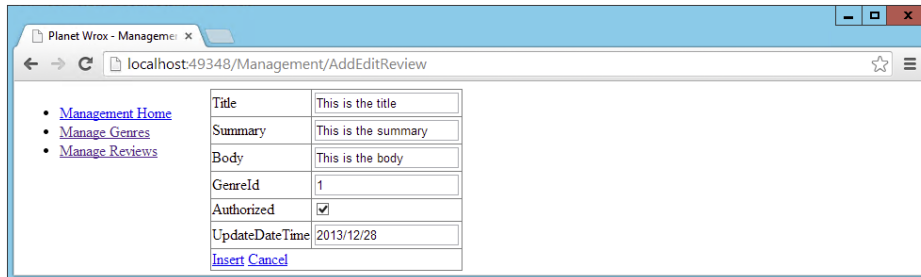 Planet Wrox - Managemer
localhost:49348/Management/AddEditReview
Management Home
Manage Genres
Manage Reviews
Title This is the title
Summary This is the summary
Body This is the body
GenreId 1
Authorized
UpdateDateTime 2013/12/28
Insert Cancel